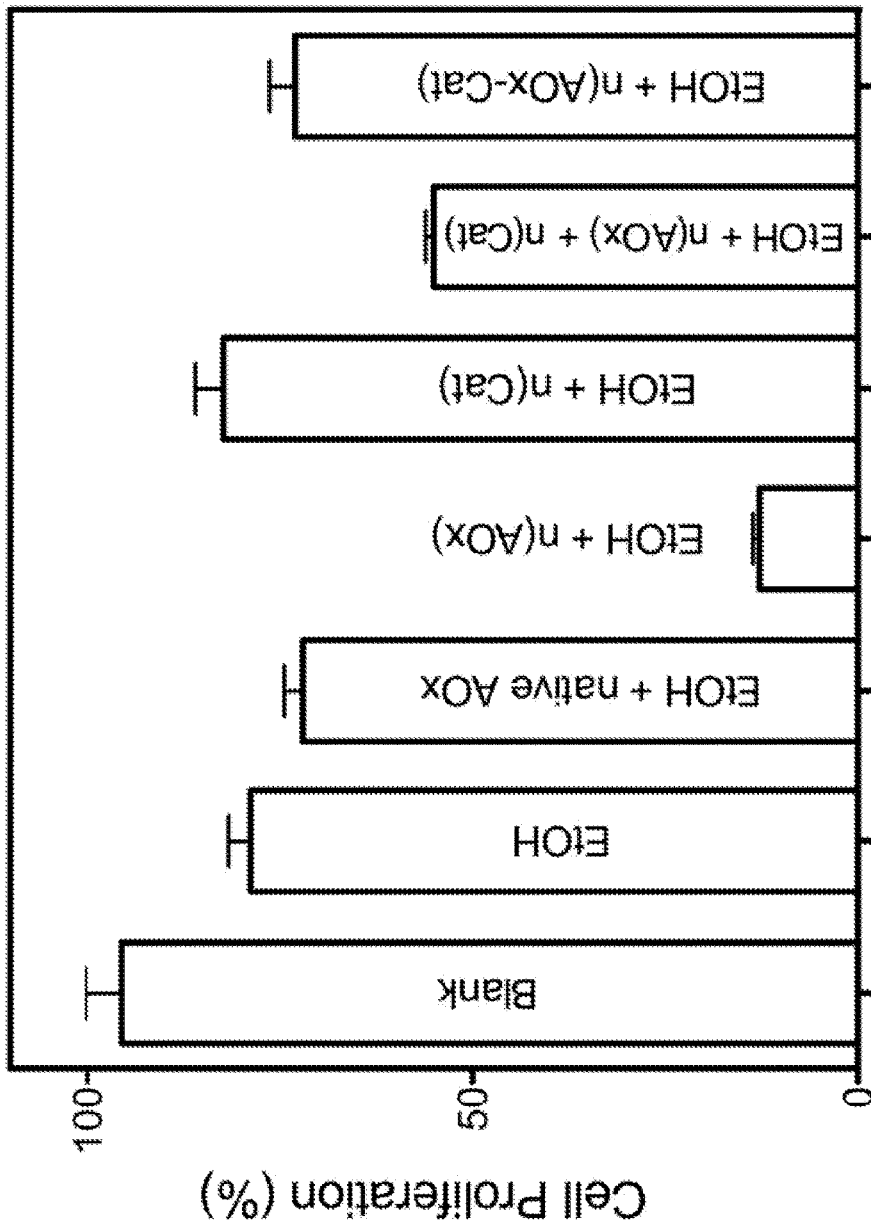 Cell Proliferation (%)
100
50
0
Blank
EtOH
EtOH + native AOx
EtOH + n(AOx)
EtOH + n(Cat)
EtOH + n(AOx) + n(Cat)
EtOH + n(AOx-Cat)